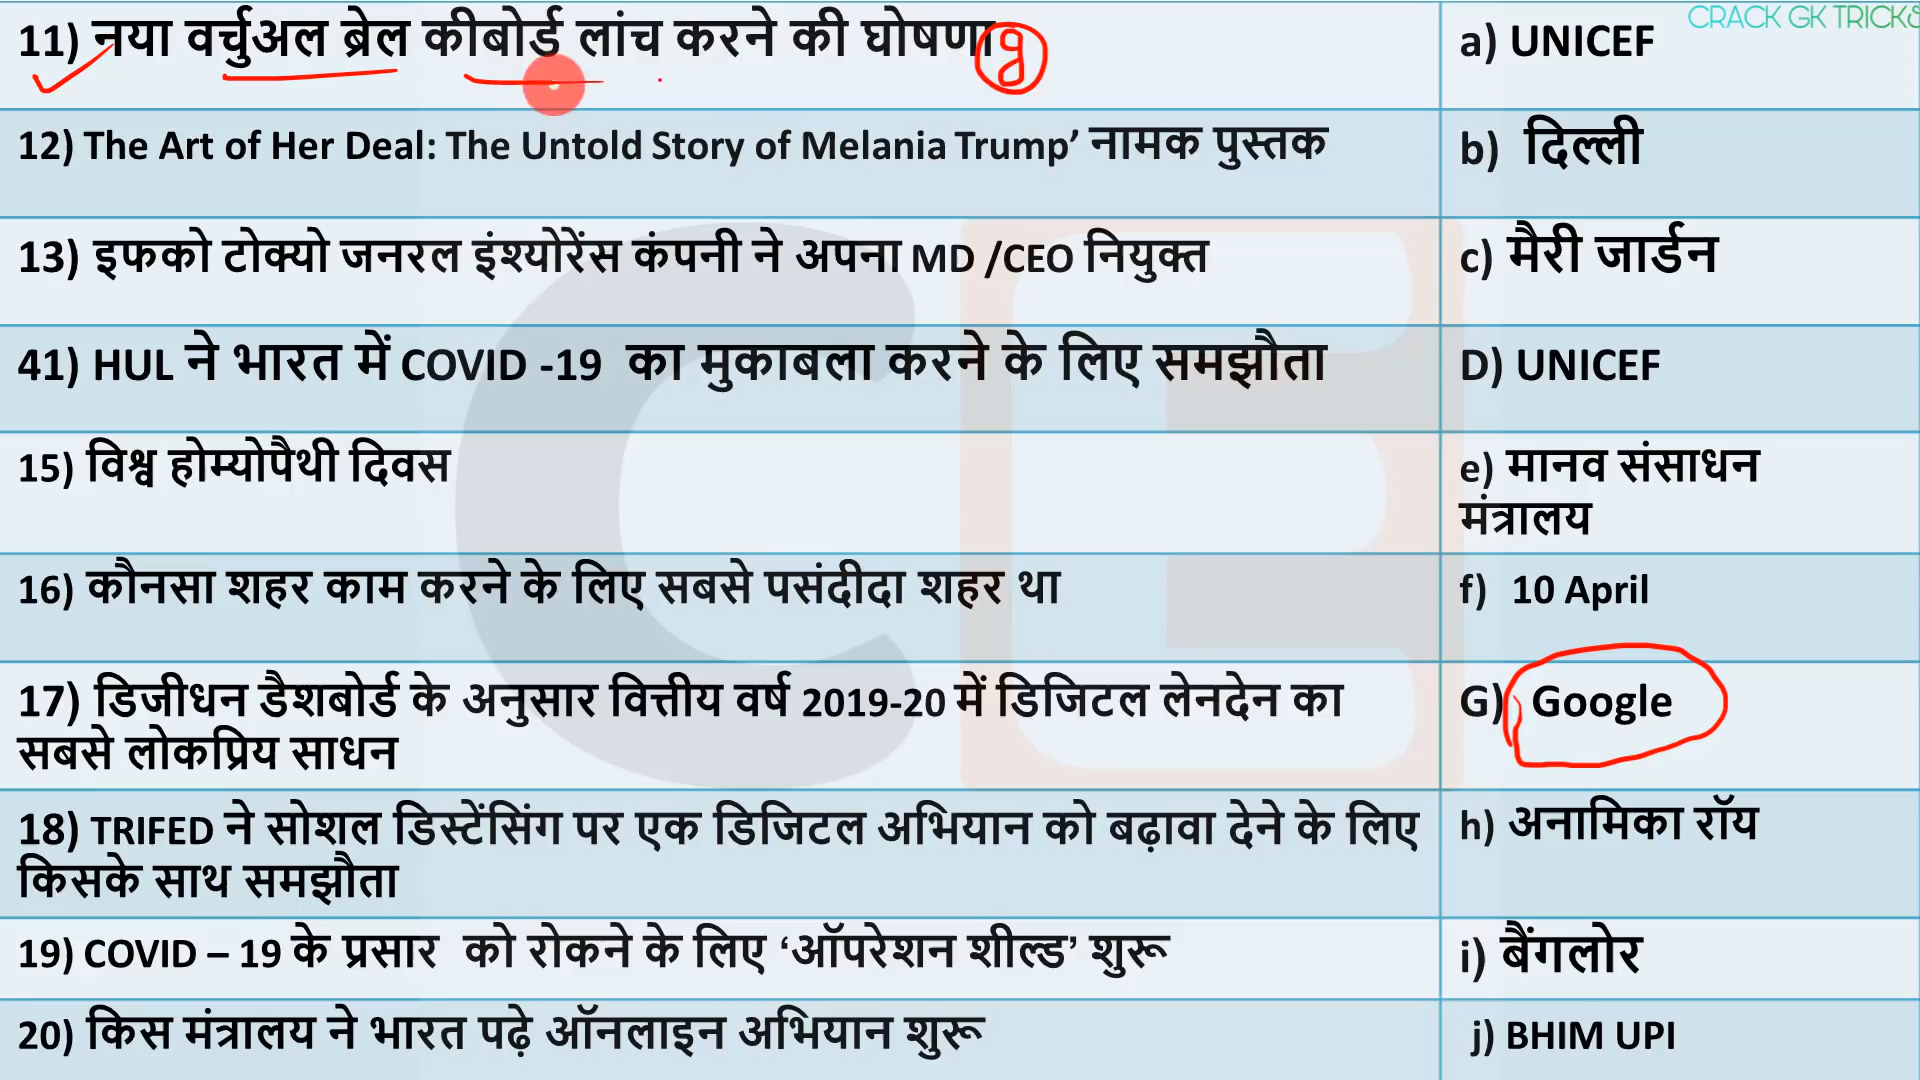 CRACK GK TRICKS
11) नया वर्चुअल ब्रेल कीबोर्ड लांच करने की घोषणा g
a) UNICEF
12) The Art of Her Deal: The Untold Story of Melania Trump’ नामक पुस्तक
b) दिल्ली
13) इफको टोक्यो जनरल इंश्योरेंस कंपनी ने अपना MD /CEO नियुक्त
c) मैरी जार्डन
41) HUL ने भारत में COVID -19 का मुकाबला करने के लिए समझौता
D) UNICEF
15) विश्व होम्योपैथी दिवस
e) मानव संसाधन
मंत्रालय
16) कौनसा शहर काम करने के लिए सबसे पसंदीदा शहर था
f) 10 April
17) डिजीधन डैशबोर्ड के अनुसार वित्तीय वर्ष 2019-20 में डिजिटल लेनदेन का
सबसे लोकप्रिय साधन
G) Google
18) TRIFED ने सोशल डिस्टेंसिंग पर एक डिजिटल अभियान को बढ़ावा देने के लिए
किसके साथ समझौता
h) अनामिका रॉय
19) COVID – 19 के प्रसार को रोकने के लिए ‘ऑपरेशन शील्ड’ शुरू
i) बैंगलोर
20) किस मंत्रालय ने भारत पढ़े ऑनलाइन अभियान शुरू
j) BHIM UPI